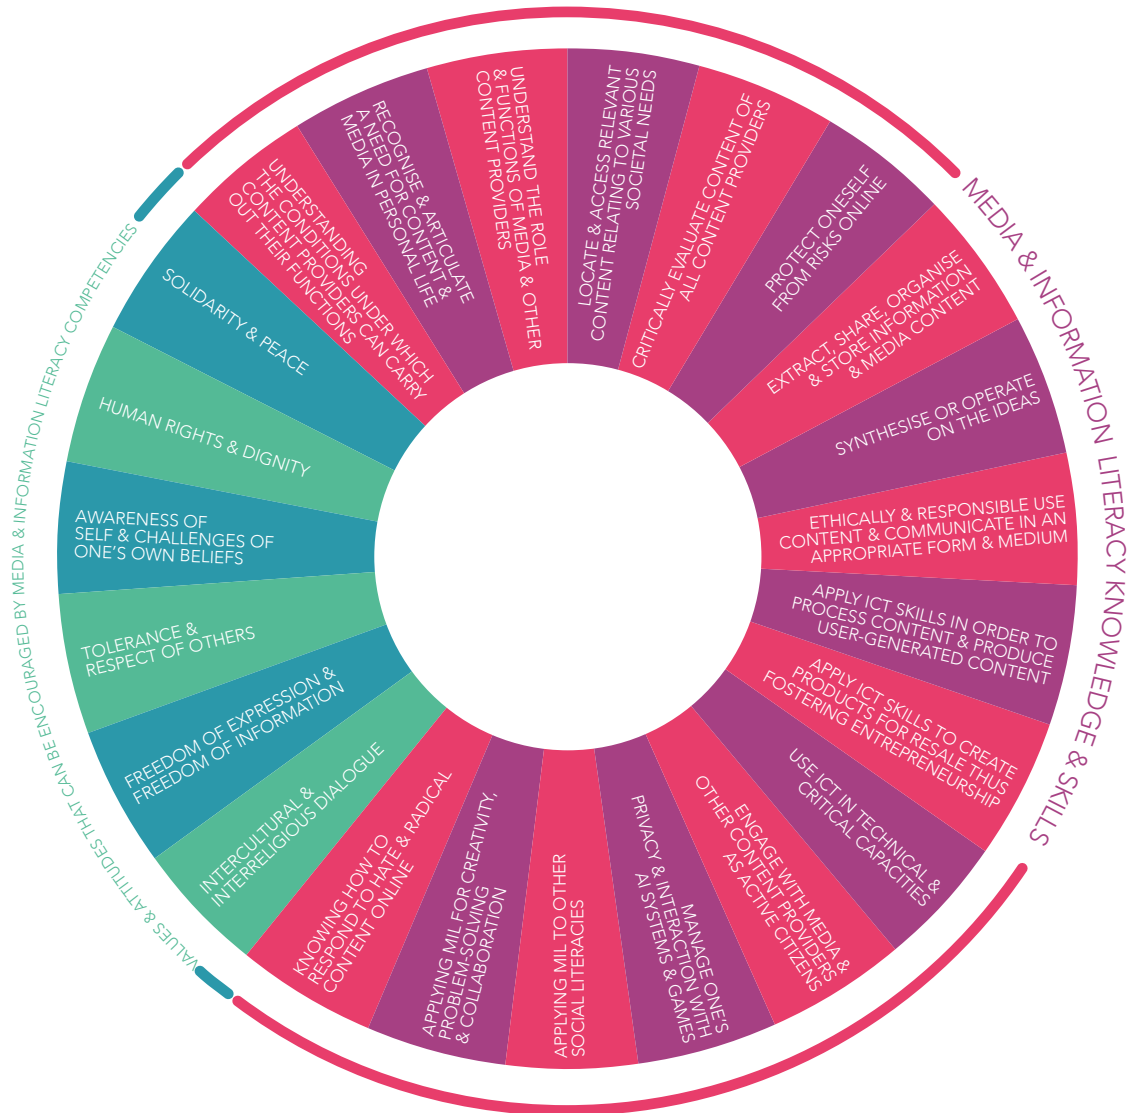 MEDIA & INFORMATION LITERACY KNOWLEDGE & SKILLS
LOCATE & ACCESS RELEVANT
CONTENT RELATING TO VARIOUS
SOCIETAL NEEDS
CRITICALLY EVALUATE CONTENT OF
ALL CONTENT PROVIDERS
PROTECT ONESELF
FROM RISKS ONLINE
EXTRACT, SHARE, ORGANISE
& STORE INFORMATION
& MEDIA CONTENT
SYNTHESISE OR OPERATE
ON THE IDEAS
ETHICALLY & RESPONSIBLE USE
CONTENT & COMMUNICATE IN AN
APPROPRIATE FORM & MEDIUM
APPLY ICT SKILLS IN ORDER TO
PROCESS CONTENT & PRODUCE
USER-GENERATED CONTENT
APPLY ICT SKILLS TO CREATE
PRODUCTS FOR RESALE THUS
FOSTERING ENTREPRENEURSHIP
USE ICT IN TECHNICAL &
CRITICAL CAPACITIES
ENGAGE WITH MEDIA &
OTHER CONTENT PROVIDERS
AS ACTIVE CITIZENS
MANAGE ONE'S
PRIVACY & INTERACTION WITH
AI SYSTEMS & GAMES
APPLYING MIL TO OTHER
SOCIAL LITERACIES
APPLYING MIL FOR CREATIVITY,
PROBLEM-SOLVING
& COLLABORATION
KNOWING HOW TO
RESPOND TO HATE & RADICAL
CONTENT ONLINE
INTERCULTURAL &
INTERRELIGIOUS DIALOGUE
FREEDOM OF EXPRESSION &
FREEDOM OF INFORMATION
TOLERANCE &
RESPECT OF OTHERS
AWARENESS OF
SELF & CHALLENGES OF
ONE'S OWN BELIEFS
HUMAN RIGHTS & DIGNITY
SOLIDARITY & PEACE
UNDERSTANDING
THE CONDITIONS UNDER WHICH
CONTENT PROVIDERS CAN CARRY
OUT THEIR FUNCTIONS
RECOGNISE & ARTICULATE
A NEED FOR CONTENT &
MEDIA IN PERSONAL LIFE
UNDERSTAND THE ROLE
& FUNCTIONS OF MEDIA & OTHER
CONTENT PROVIDERS
VALUES & ATTITUDES THAT CAN BE ENCOURAGED BY MEDIA & INFORMATION LITERACY COMPETENCIES